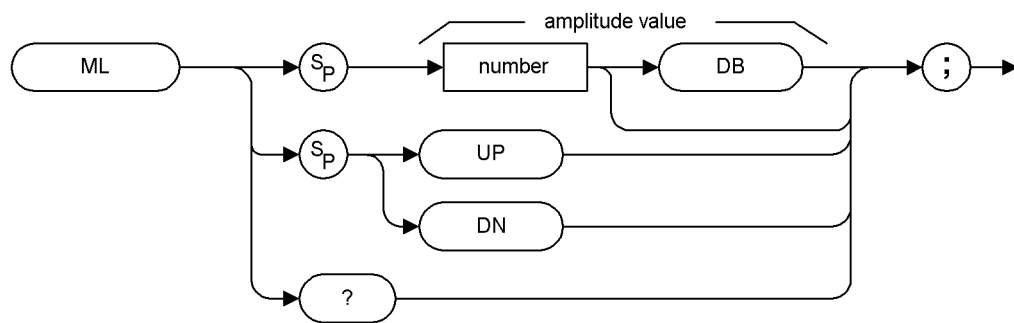 amplitude value
ML SP number DB ;
SP UP
DN
?